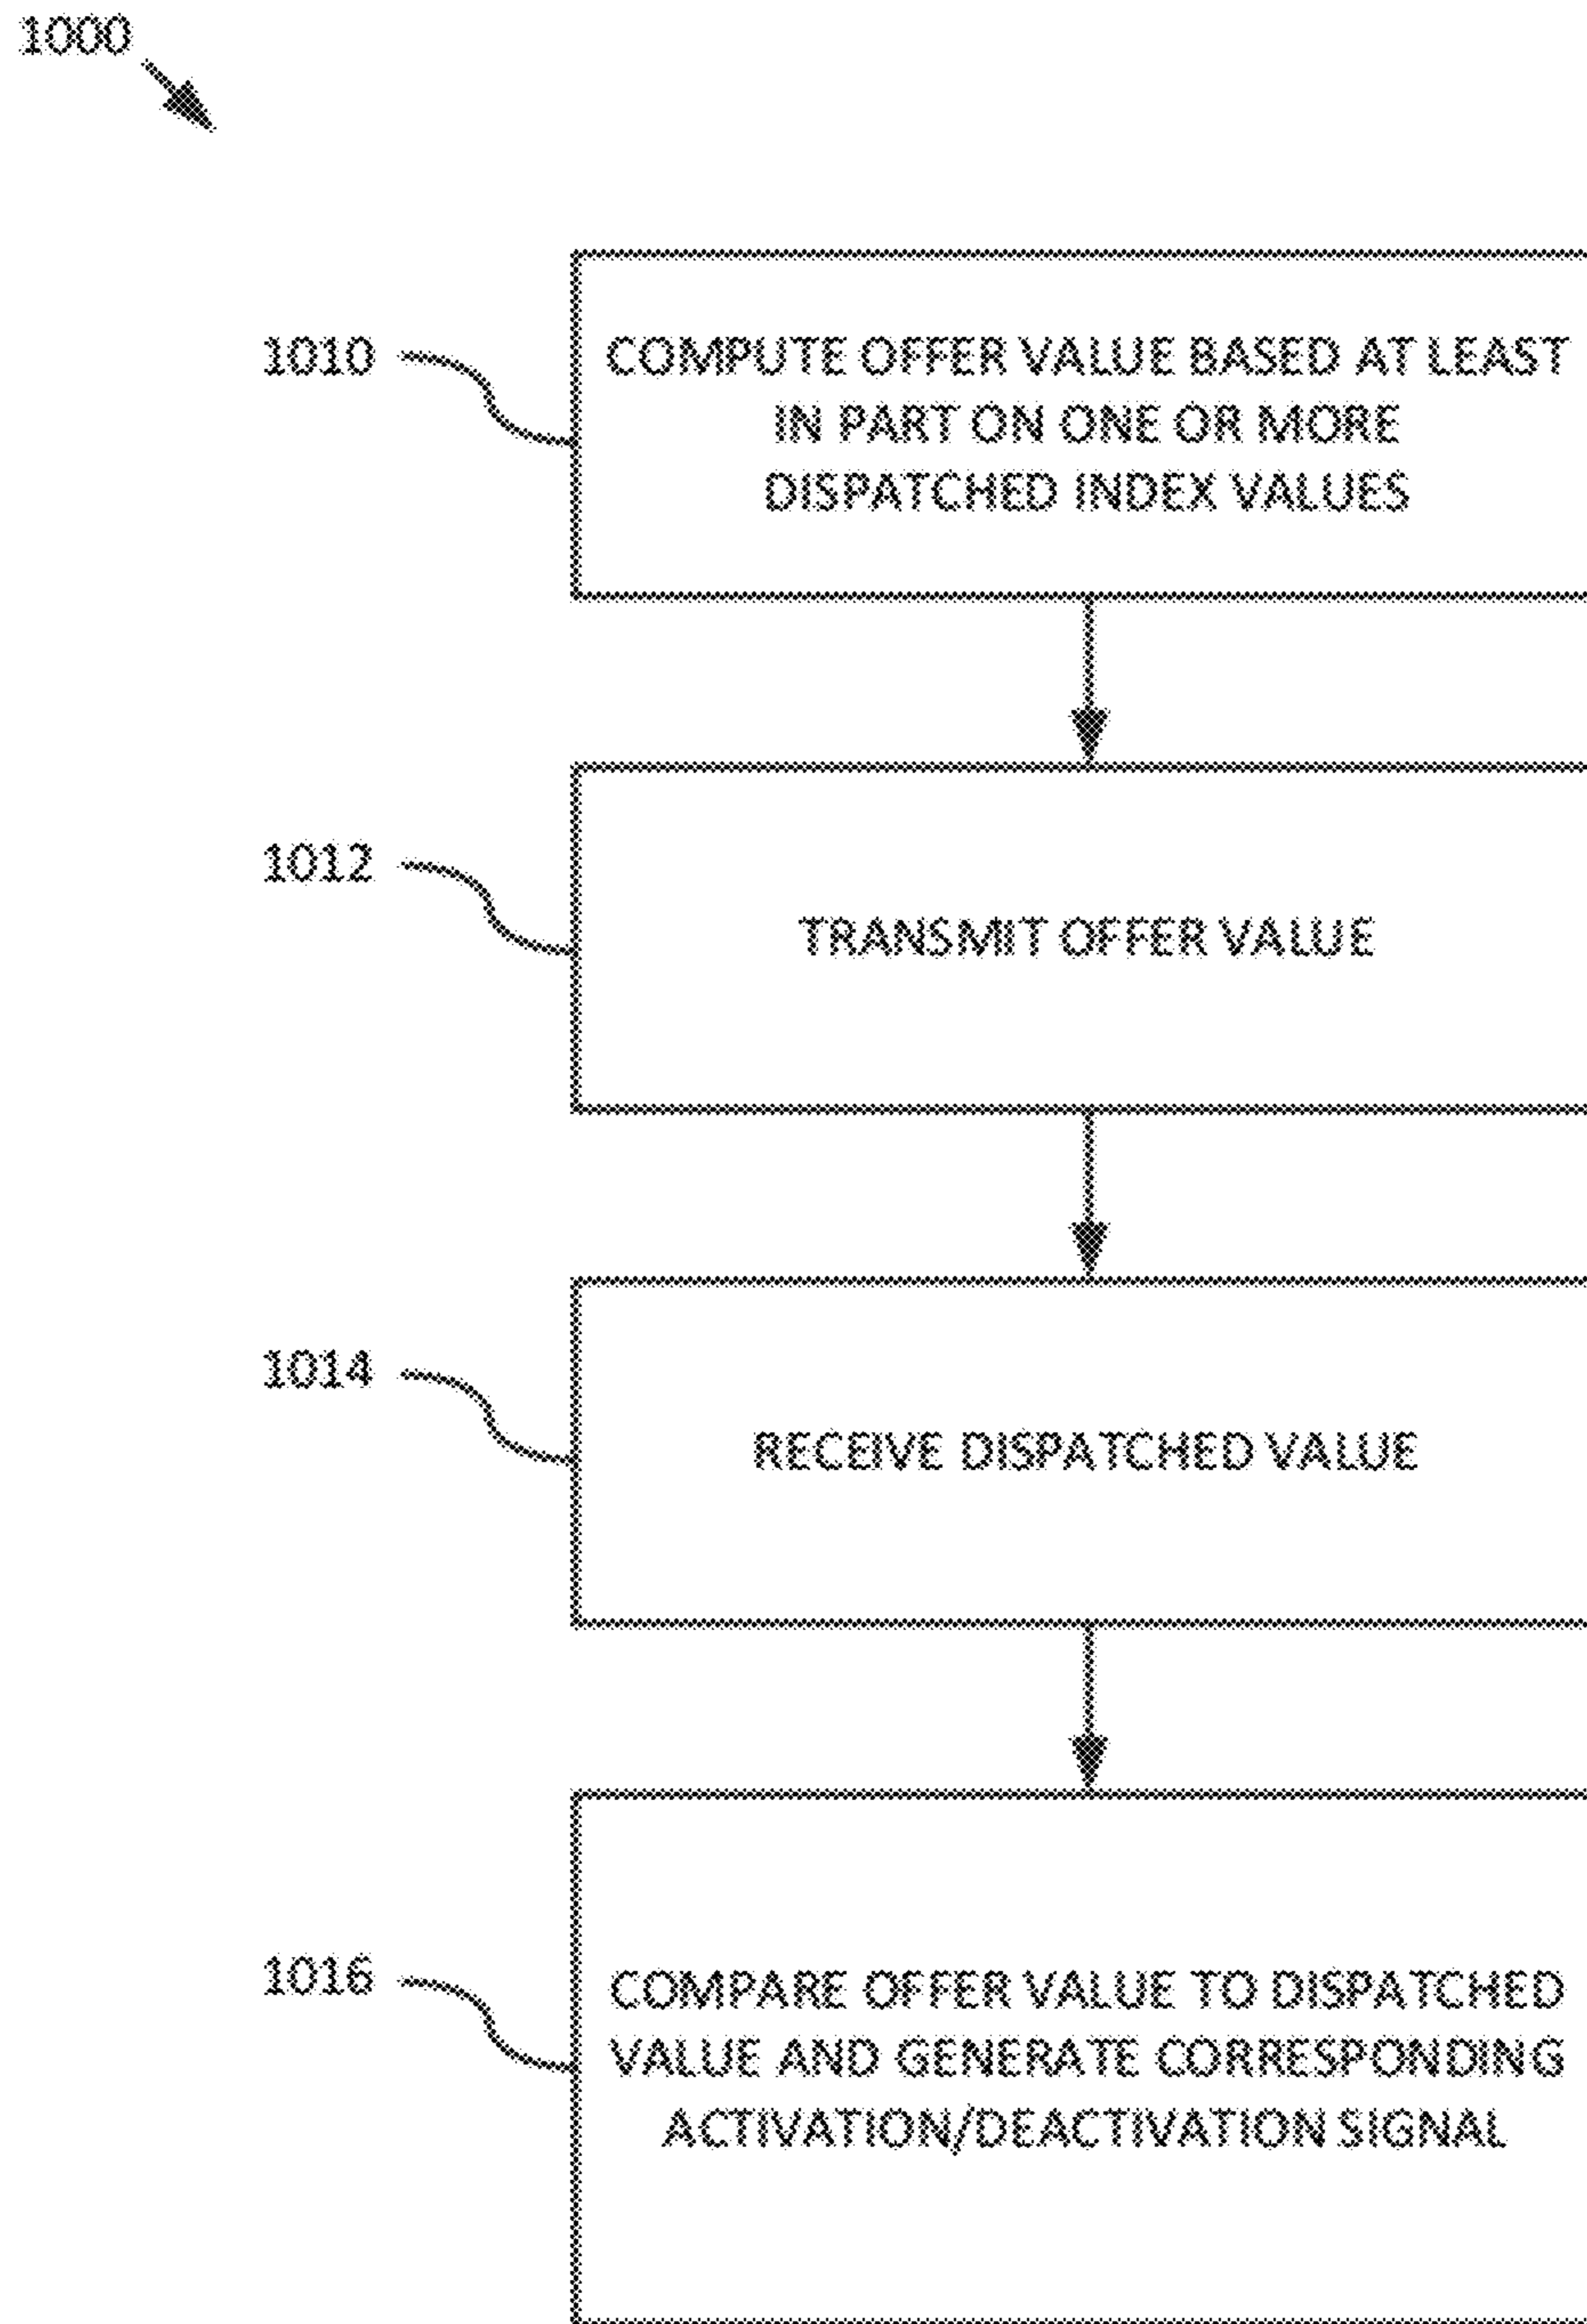 1000
1010
COMPUTE OFFER VALUE BASED AT LEAST
IN PART ON ONE OR MORE
DISPATCHED INDEX VALUES
1012
TRANSMIT OFFER VALUE
1014
RECEIVE DISPATCHED VALUE
1016
COMPARE OFFER VALUE TO DISPATCHED
VALUE AND GENERATE CORRESPONDING
ACTIVATION/DEACTIVATION SIGNAL